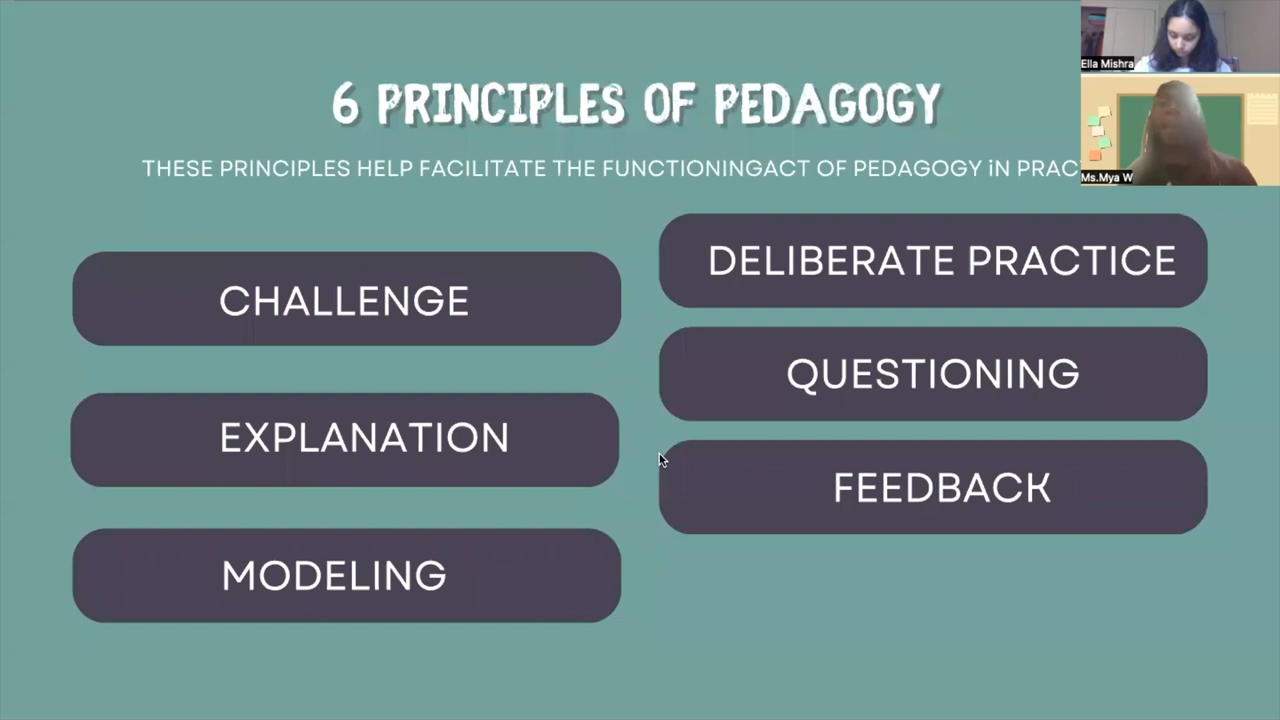 6 PRINCIPLES OF PEDAGOGY
THESE PRINCIPLES HELP FACILITATE THE FUNCTIONINGACT OF PEDAGOGY iN PRAC
CHALLENGE
EXPLANATION
MODELING
DELIBERATE PRACTICE
QUESTIONING
FEEDBACK
Ella Mishra
Ms.Mya W